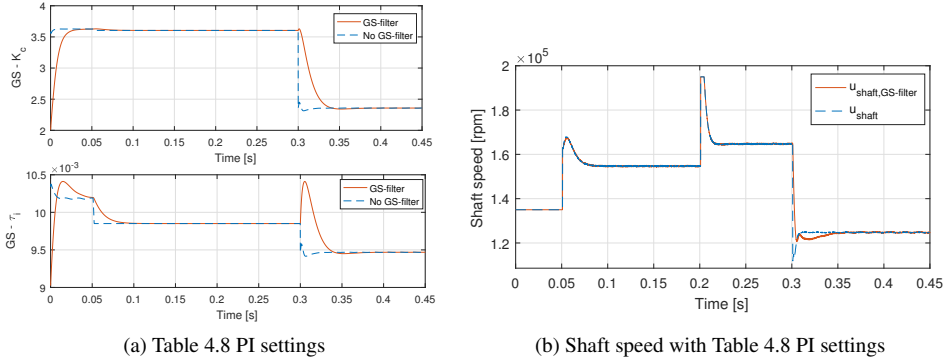 4
3.5
3
2.5
2
GS - K_c
GS-filter
No GS-filter
0 0.05 0.1 0.15 0.2 0.25 0.3 0.35 0.4 0.45
Time [s]
×10⁻³
10
9.5
9
GS - τ_i
GS-filter
No GS-filter
0 0.05 0.1 0.15 0.2 0.25 0.3 0.35 0.4 0.45
Time [s]
(a) Table 4.8 PI settings
×10⁵
2
1.8
1.6
1.4
1.2
Shaft speed [rpm]
u_shaft,GS-filter
u_shaft
0 0.05 0.1 0.15 0.2 0.25 0.3 0.35 0.4 0.45
Time [s]
(b) Shaft speed with Table 4.8 PI settings